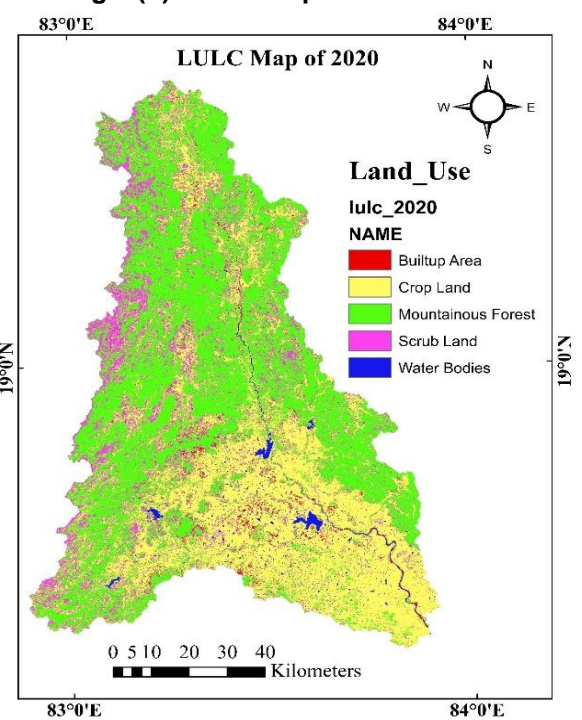 83°0'E 84°0'E
LULC Map of 2020
N
W E
S
Land_Use
lulc_2020
NAME
Builtup Area
Crop Land
Mountainous Forest
Scrub Land
Water Bodies
19°0'N 19°0'N
0 5 10 20 30 40
Kilometers
83°0'E 84°0'E